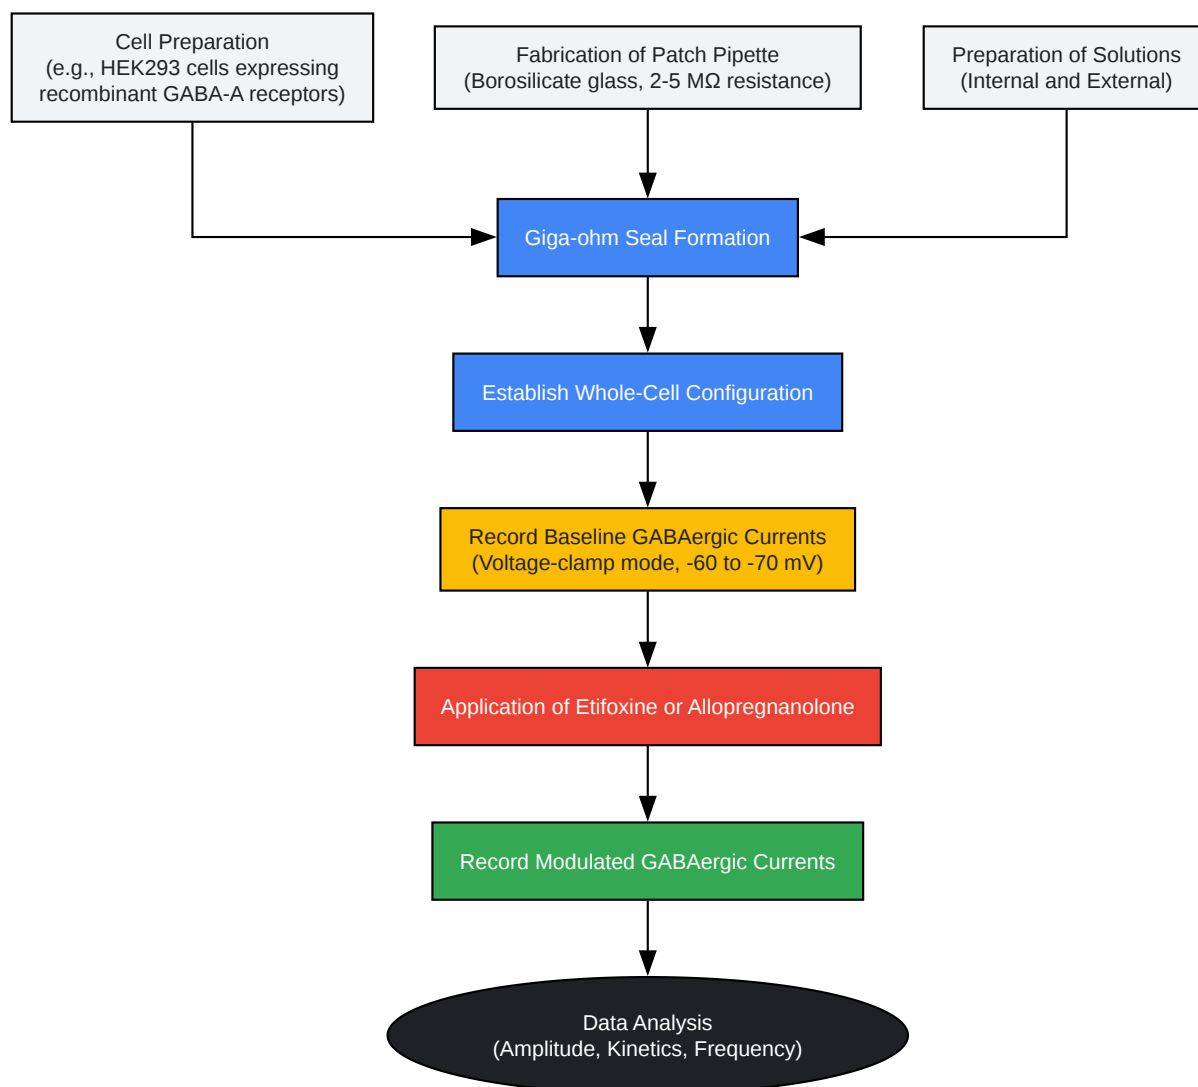 Cell Preparation
(e.g., HEK293 cells expressing
recombinant GABA-A receptors)
Fabrication of Patch Pipette
(Borosilicate glass, 2-5 MΩ resistance)
Preparation of Solutions
(Internal and External)
Giga-ohm Seal Formation
Establish Whole-Cell Configuration
Record Baseline GABAergic Currents
(Voltage-clamp mode, -60 to -70 mV)
Application of Etifoxine or Allopregnanolone
Record Modulated GABAergic Currents
Data Analysis
(Amplitude, Kinetics, Frequency)